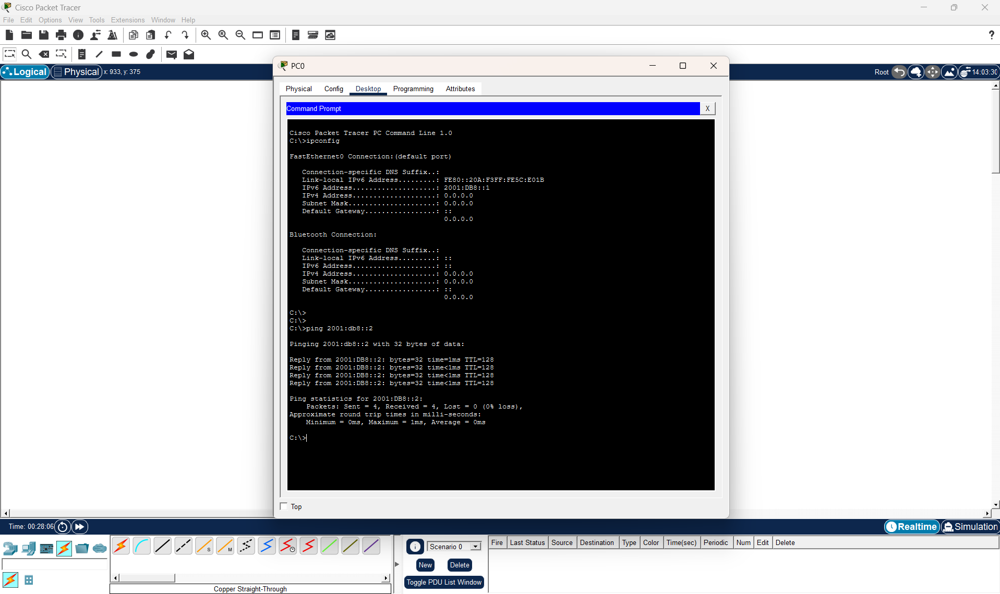 Cisco Packet Tracer
File Edit Options View Tools Extensions Window Help
?
Logical Physical x: 933, y: 375
Root 14:03:30
PC0
Physical Config Desktop Programming Attributes
Command Prompt X
Cisco Packet Tracer PC Command Line 1.0
C:\>ipconfig
FastEthernet0 Connection:(default port)
Connection-specific DNS Suffix..:
Link-local IPv6 Address.........: FE80::20A:F3FF:FE5C:E01B
IPv6 Address....................: 2001:DB8::1
IPv4 Address....................: 0.0.0.0
Subnet Mask.....................: 0.0.0.0
Default Gateway.................: ::
0.0.0.0
Bluetooth Connection:
Connection-specific DNS Suffix..:
Link-local IPv6 Address.........: ::
IPv6 Address....................: ::
IPv4 Address....................: 0.0.0.0
Subnet Mask.....................: 0.0.0.0
Default Gateway.................: ::
0.0.0.0
C:\>
C:\>
C:\>ping 2001:db8::2
Pinging 2001:db8::2 with 32 bytes of data:
Reply from 2001:DB8::2: bytes=32 time=1ms TTL=128
Reply from 2001:DB8::2: bytes=32 time<1ms TTL=128
Reply from 2001:DB8::2: bytes=32 time<1ms TTL=128
Reply from 2001:DB8::2: bytes=32 time<1ms TTL=128
Ping statistics for 2001:DB8::2:
Packets: Sent = 4, Received = 4, Lost = 0 (0% loss),
Approximate round trip times in milli-seconds:
Minimum = 0ms, Maximum = 1ms, Average = 0ms
C:\>
Top
Time: 00:28:06
Realtime Simulation
S M
Copper Straight-Through
Scenario 0
New Delete
Toggle PDU List Window
Fire Last Status Source Destination Type Color Time(sec) Periodic Num Edit Delete